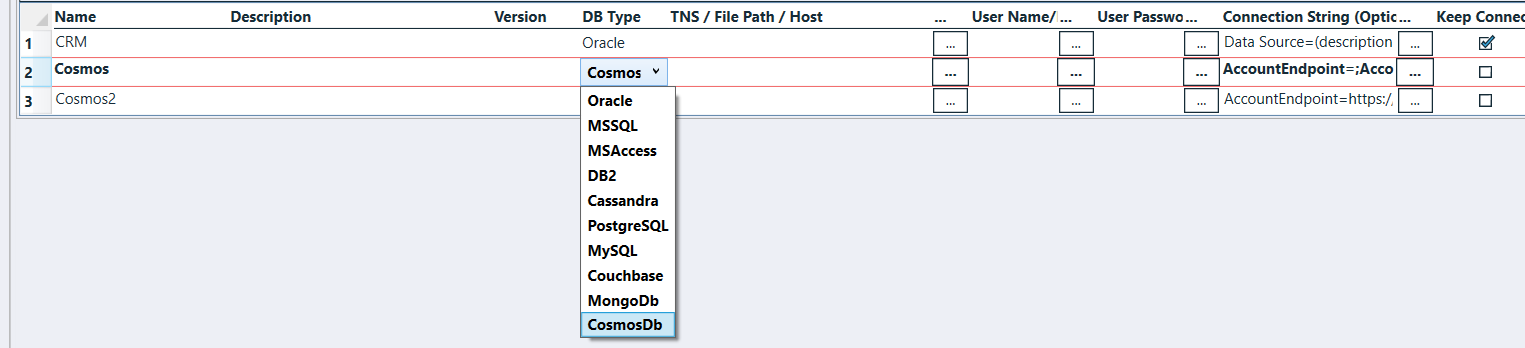 Name Description Version DB Type TNS / File Path / Host ... User Name/ ... User Passwo... Connection String (Optic... Keep Connec
1 CRM Oracle ... ... ... Data Source=(description ...
2 Cosmos Cosmos ... ... ... AccountEndpoint=;Acco ...
3 Cosmos2 ... ... ... AccountEndpoint=https:/ ...
Oracle
MSSQL
MSAccess
DB2
Cassandra
PostgreSQL
MySQL
Couchbase
MongoDb
CosmosDb